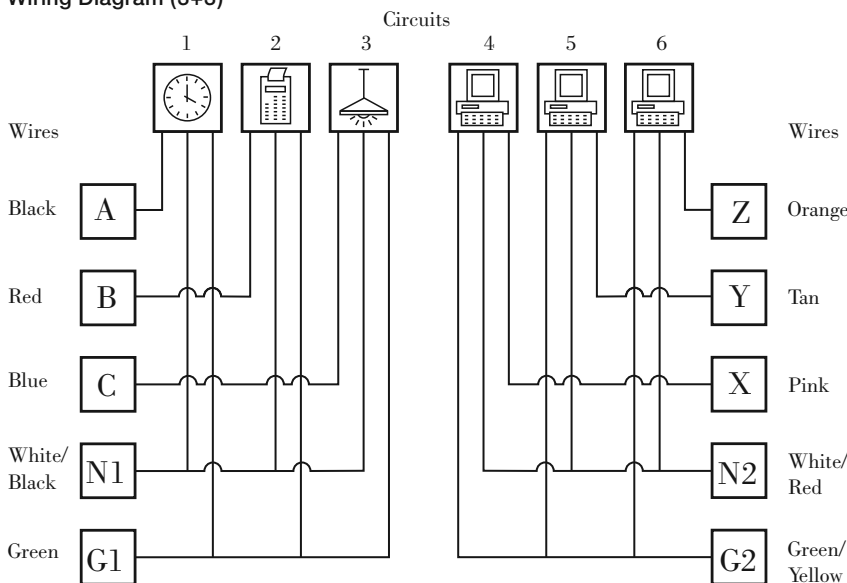 Wiring Diagram (3+3)
Circuits
1 2 3 4 5 6
Wires Wires
Black A Z Orange
Red B Y Tan
Blue C X Pink
White/ N1 N2 White/
Black Red
Green G1 G2 Green/
Yellow